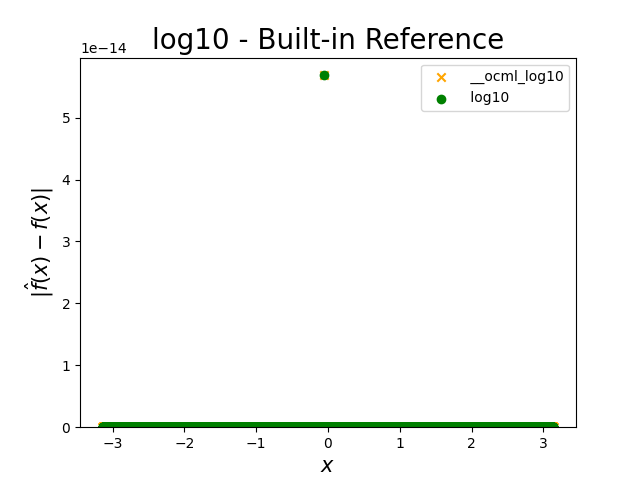 log10 - Built-in Reference
1e−14
__ocml_log10
log10
5
4
3
2
1
0
|f̂(x) − f(x)|
−3 −2 −1 0 1 2 3
x